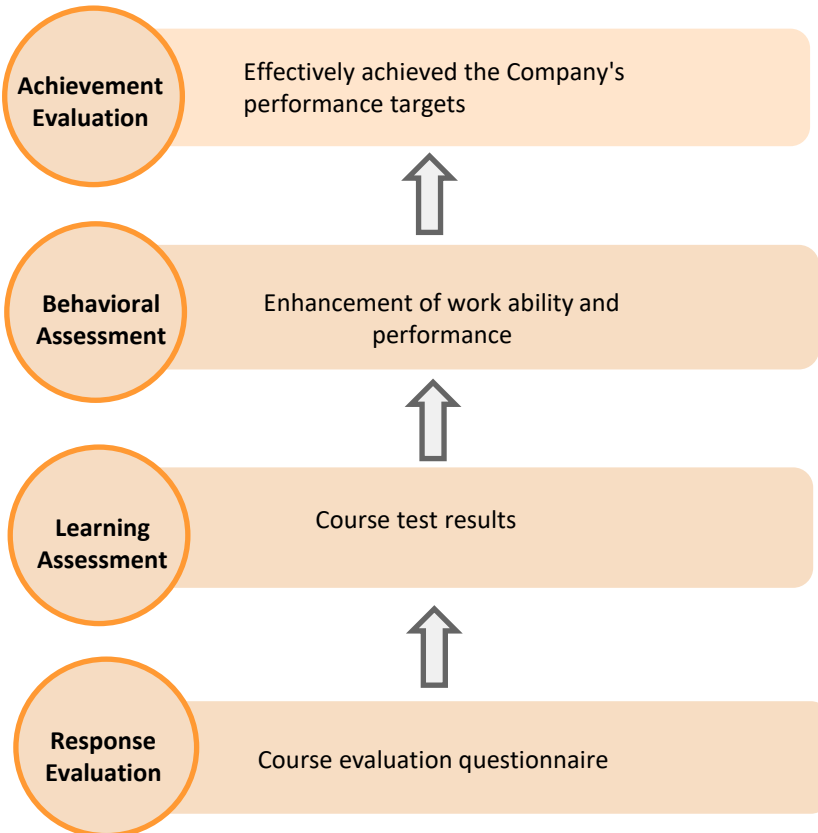 Achievement
Evaluation
Effectively achieved the Company's
performance targets
Behavioral
Assessment
Enhancement of work ability and
performance
Learning
Assessment
Course test results
Response
Evaluation
Course evaluation questionnaire